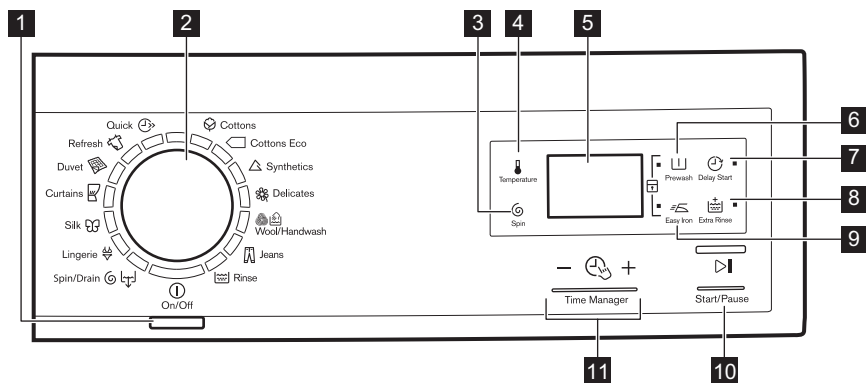 1
2
3
4
5
6
7
8
9
10
11
Quick
Refresh
Duvet
Curtains
Silk
Lingerie
Spin/Drain
On/Off
Cottons
Cottons Eco
Synthetics
Delicates
Wool/Handwash
Jeans
Rinse
Temperature
Spin
Prewash
Delay Start
Easy Iron
Extra Rinse
Time Manager
Start/Pause